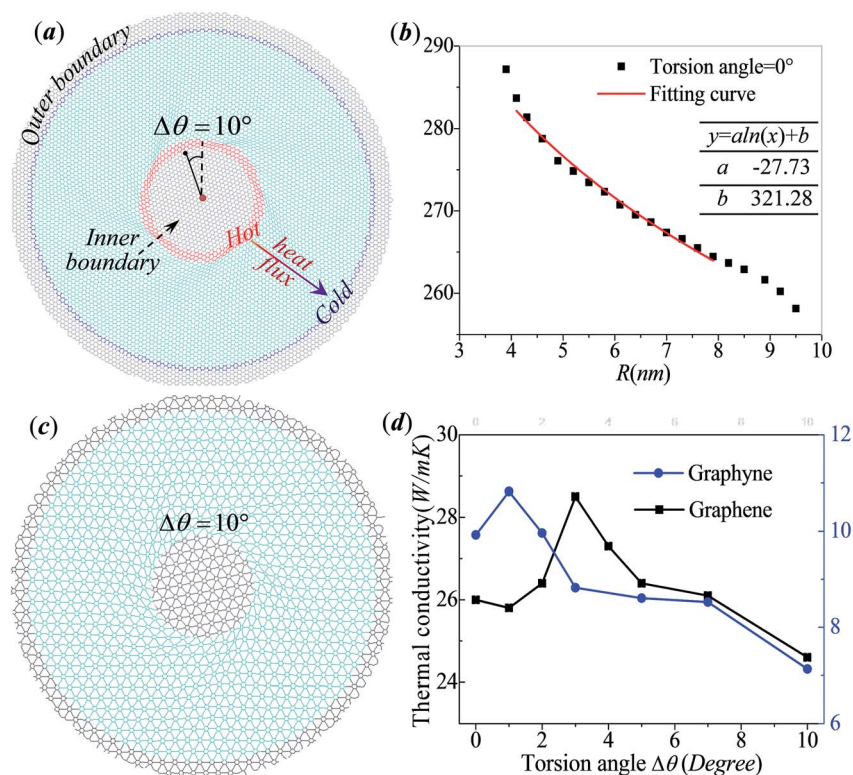 (a)
Outer boundary
Δθ = 10°
Inner
boundary
Hot
heat
flux
Cold
(b)
290
280
270
260
3 4 5 6 7 8 9 10
R(nm)
Torsion angle=0°
Fitting curve
y=aln(x)+b
a -27.73
b 321.28
(c)
Δθ = 10°
(d)
0 2 4 6 8 10
30
28
26
24
Thermal conductivity(W/mK)
12
10
8
6
Graphyne
Graphene
0 2 4 6 8 10
Torsion angle Δθ (Degree)